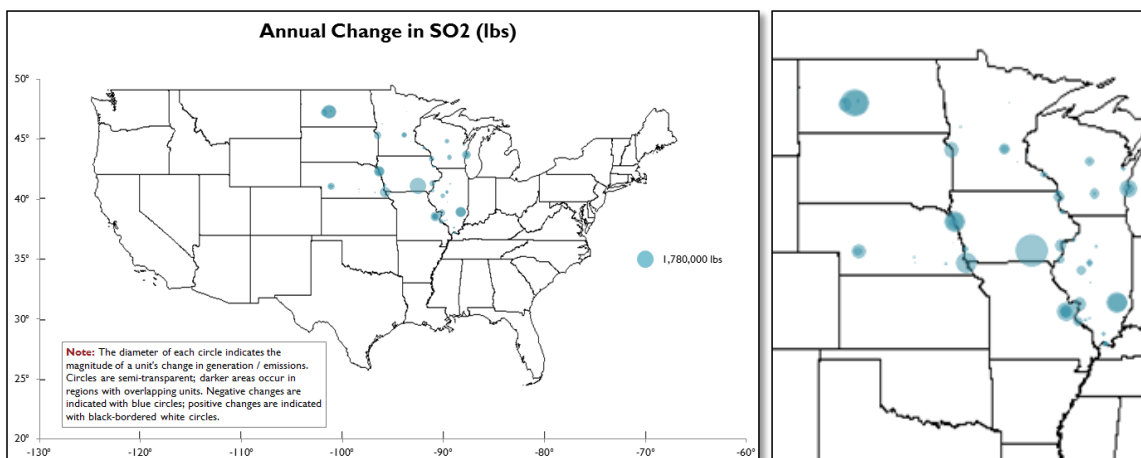 Annual Change in SO2 (lbs)
50°
45°
40°
35°
30°
25°
20°
1,780,000 lbs
Note: The diameter of each circle indicates the
magnitude of a unit's change in generation / emissions.
Circles are semi-transparent; darker areas occur in
regions with overlapping units. Negative changes are
indicated with blue circles; positive changes are indicated
with black-bordered white circles.
-130° -120° -110° -100° -90° -80° -70° -60°